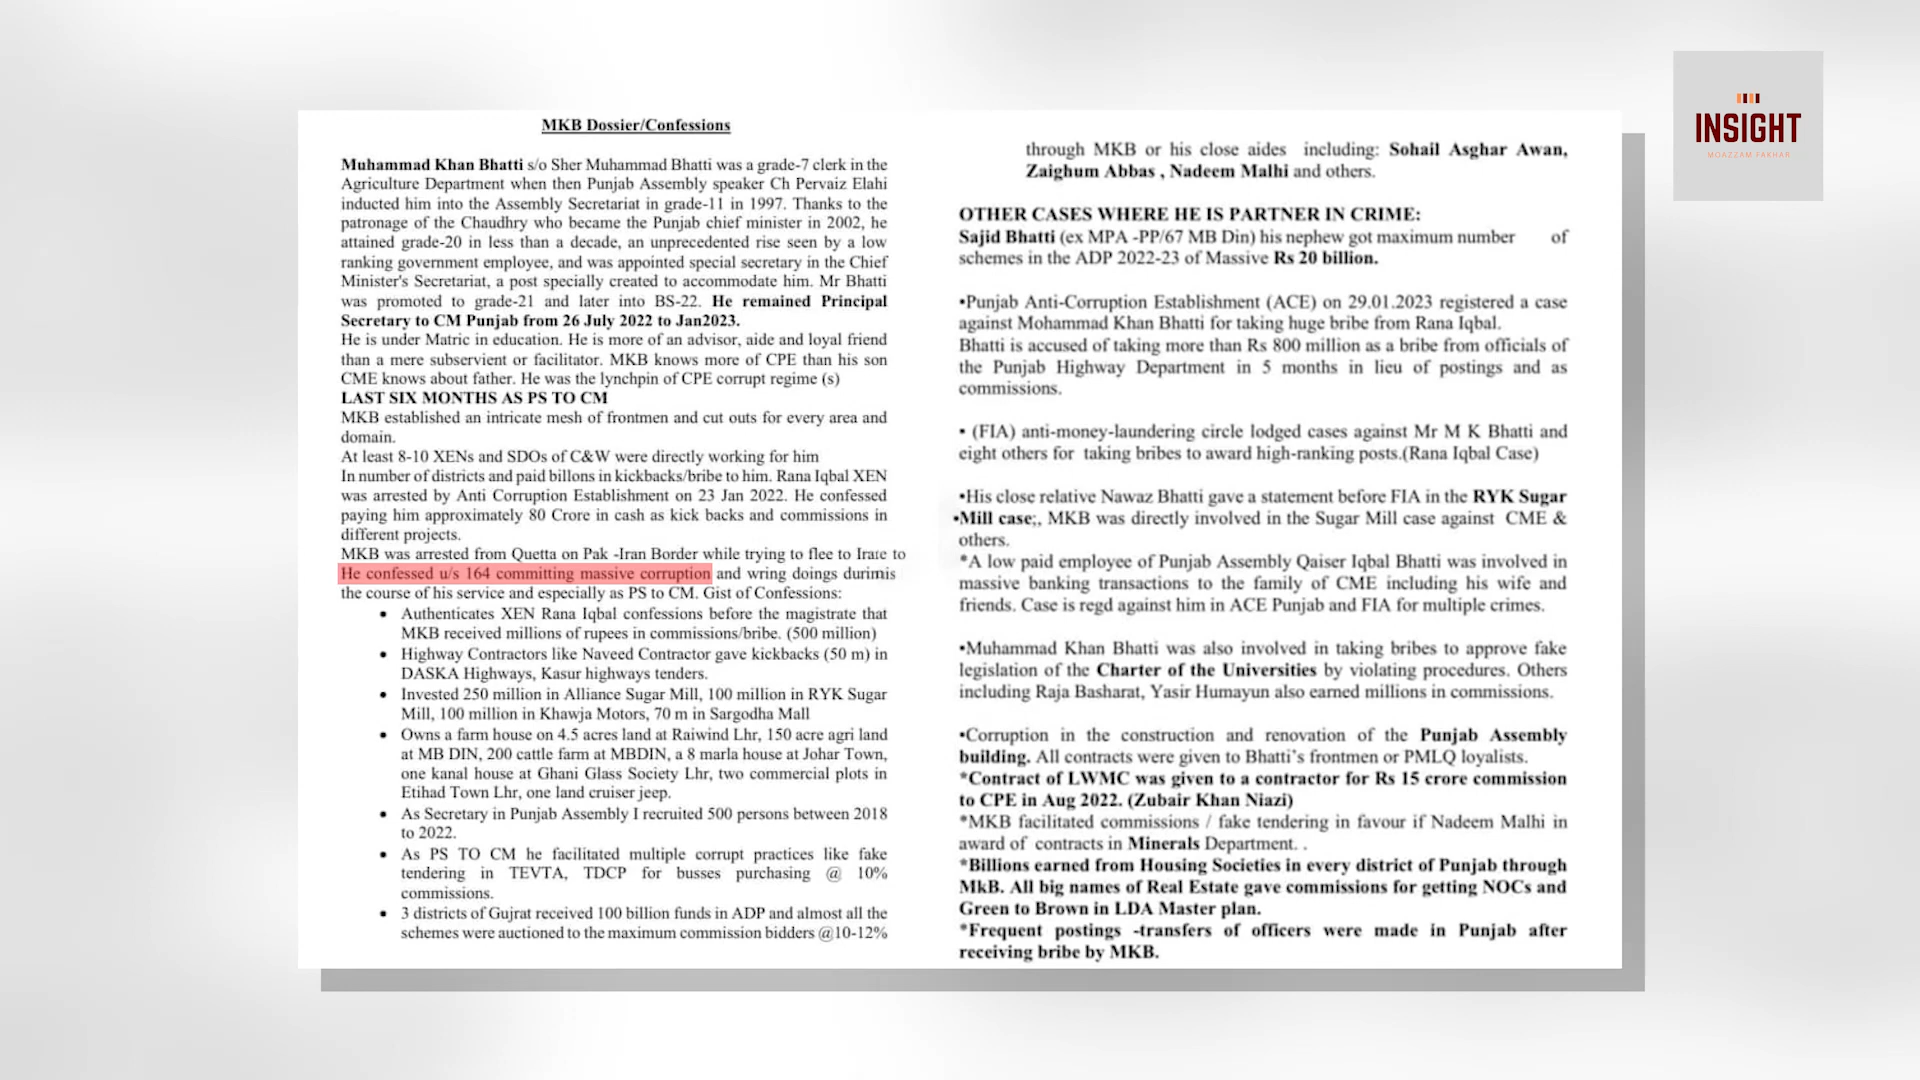 MKB Dossier/Confessions
Muhammad Khan Bhatti s/o Sher Muhammad Bhatti was a grade-7 clerk in the
Agriculture Department when then Punjab Assembly speaker Ch Pervaiz Elahi
inducted him into the Assembly Secretariat in grade-11 in 1997. Thanks to the
patronage of the Chaudhry who became the Punjab chief minister in 2002, he
attained grade-20 in less than a decade, an unprecedented rise seen by a low
ranking government employee, and was appointed special secretary in the Chief
Minister's Secretariat, a post specially created to accommodate him. Mr Bhatti
was promoted to grade-21 and later into BS-22. He remained Principal
Secretary to CM Punjab from 26 July 2022 to Jan2023.
He is under Matric in education. He is more of an advisor, aide and loyal friend
than a mere subservient or facilitator. MKB knows more of CPE than his son
CME knows about father. He was the lynchpin of CPE corrupt regime (s)
LAST SIX MONTHS AS PS TO CM
MKB established an intricate mesh of frontmen and cut outs for every area and
domain.
At least 8-10 XENs and SDOs of C&W were directly working for him
In number of districts and paid billons in kickbacks/bribe to him. Rana Iqbal XEN
was arrested by Anti Corruption Establishment on 23 Jan 2022. He confessed
paying him approximately 80 Crore in cash as kick backs and commissions in
different projects.
MKB was arrested from Quetta on Pak -Iran Border while trying to flee to to
He confessed u/s 164 committing massive corruption and wring doings
the course of his service and especially as PS to CM. Gist of Confessions:
• Authenticates XEN Rana Iqbal confessions before the magistrate that
MKB received millions of rupees in commissions/bribe. (500 million)
• Highway Contractors like Naveed Contractor gave kickbacks (50 m) in
DASKA Highways, Kasur highways tenders.
• Invested 250 million in Alliance Sugar Mill, 100 million in RYK Sugar
Mill, 100 million in Khawja Motors, 70 m in Sargodha Mall
• Owns a farm house on 4.5 acres land at Raiwind Lhr, 150 acre agri land
at MB DIN, 200 cattle farm at MBDIN, a 8 marla house at Johar Town,
one kanal house at Ghani Glass Society Lhr, two commercial plots in
Etihad Town Lhr, one land cruiser jeep.
• As Secretary in Punjab Assembly I recruited 500 persons between 2018
to 2022.
• As PS TO CM he facilitated multiple corrupt practices like fake
tendering in TEVTA, TDCP for busses purchasing @ 10%
commissions.
• 3 districts of Gujrat received 100 billion funds in ADP and almost all the
schemes were auctioned to the maximum commission bidders @10-12%
through MKB or his close aides including: Sohail Asghar Awan,
Zaighum Abbas , Nadeem Malhi and others.
OTHER CASES WHERE HE IS PARTNER IN CRIME:
Sajid Bhatti (ex MPA -PP/67 MB Din) his nephew got maximum number of
schemes in the ADP 2022-23 of Massive Rs 20 billion.
•Punjab Anti-Corruption Establishment (ACE) on 29.01.2023 registered a case
against Mohammad Khan Bhatti for taking huge bribe from Rana Iqbal.
Bhatti is accused of taking more than Rs 800 million as a bribe from officials of
the Punjab Highway Department in 5 months in lieu of postings and as
commissions.
• (FIA) anti-money-laundering circle lodged cases against Mr M K Bhatti and
eight others for taking bribes to award high-ranking posts.(Rana Iqbal Case)
•His close relative Nawaz Bhatti gave a statement before FIA in the RYK Sugar
•Mill case;, MKB was directly involved in the Sugar Mill case against CME &
others.
*A low paid employee of Punjab Assembly Qaiser Iqbal Bhatti was involved in
massive banking transactions to the family of CME including his wife and
friends. Case is regd against him in ACE Punjab and FIA for multiple crimes.
•Muhammad Khan Bhatti was also involved in taking bribes to approve fake
legislation of the Charter of the Universities by violating procedures. Others
including Raja Basharat, Yasir Humayun also earned millions in commissions.
•Corruption in the construction and renovation of the Punjab Assembly
building. All contracts were given to Bhatti's frontmen or PMLQ loyalists.
*Contract of LWMC was given to a contractor for Rs 15 crore commission
to CPE in Aug 2022. (Zubair Khan Niazi)
*MKB facilitated commissions / fake tendering in favour if Nadeem Malhi in
award of contracts in Minerals Department. .
*Billions earned from Housing Societies in every district of Punjab through
MkB. All big names of Real Estate gave commissions for getting NOCs and
Green to Brown in LDA Master plan.
*Frequent postings -transfers of officers were made in Punjab after
receiving bribe by MKB.
INSIGHT
MOAZZAM FAKHAR